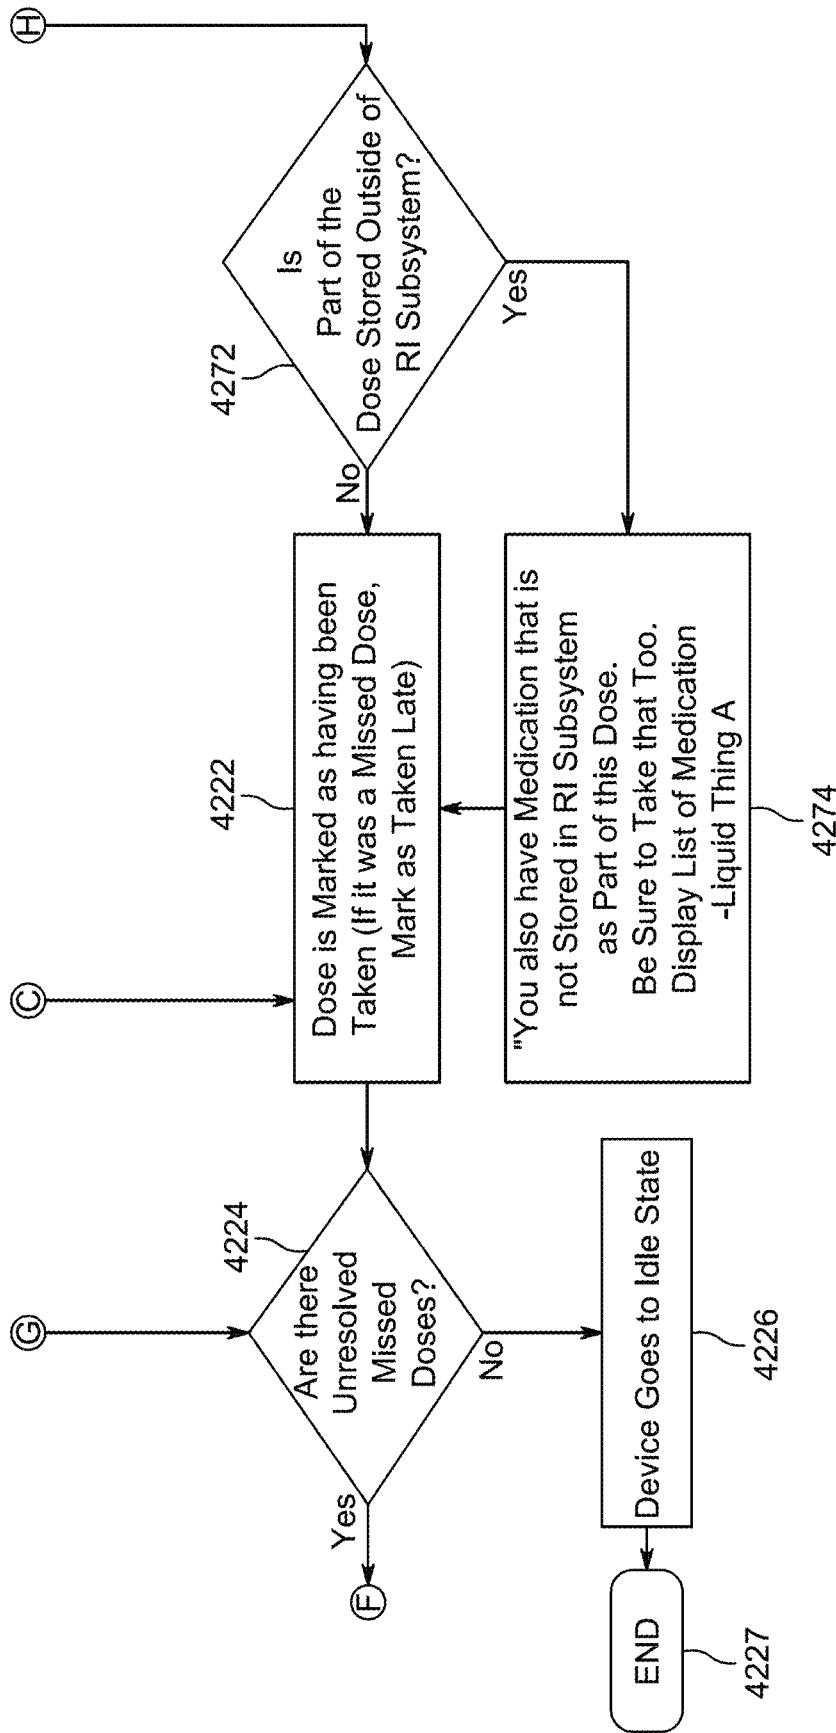 G
C
H
4224
Are there
Unresolved
Missed
Doses?
Yes
No
F
4222
Dose is Marked as having been
Taken (If it was a Missed Dose,
Mark as Taken Late)
4272
Is
Part of the
Dose Stored Outside of
RI Subsystem?
No
Yes
"You also have Medication that is
not Stored in RI Subsystem
as Part of this Dose.
Be Sure to Take that Too.
Display List of Medication
-Liquid Thing A
4274
END
4227
Device Goes to Idle State
4226